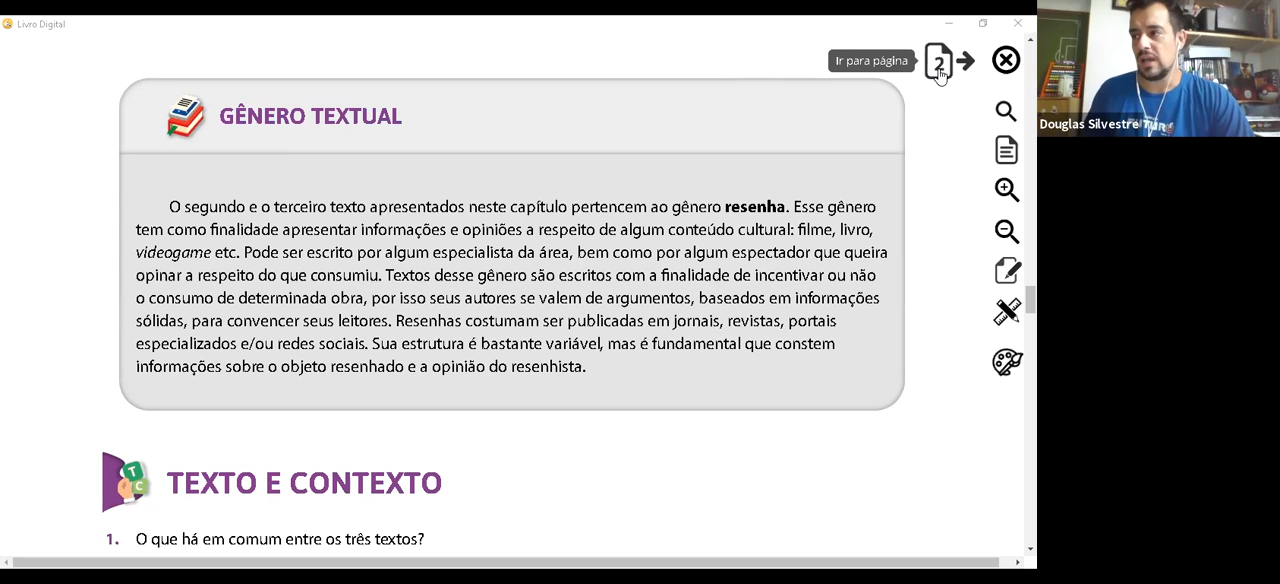 Livro Digital
Ir para página
2
GÊNERO TEXTUAL
Douglas Silvestre
O segundo e o terceiro texto apresentados neste capítulo pertencem ao gênero resenha. Esse gênero
tem como finalidade apresentar informações e opiniões a respeito de algum conteúdo cultural: filme, livro,
videogame etc. Pode ser escrito por algum especialista da área, bem como por algum espectador que queira
opinar a respeito do que consumiu. Textos desse gênero são escritos com a finalidade de incentivar ou não
o consumo de determinada obra, por isso seus autores se valem de argumentos, baseados em informações
sólidas, para convencer seus leitores. Resenhas costumam ser publicadas em jornais, revistas, portais
especializados e/ou redes sociais. Sua estrutura é bastante variável, mas é fundamental que constem
informações sobre o objeto resenhado e a opinião do resenhista.
T
C
TEXTO E CONTEXTO
1. O que há em comum entre os três textos?